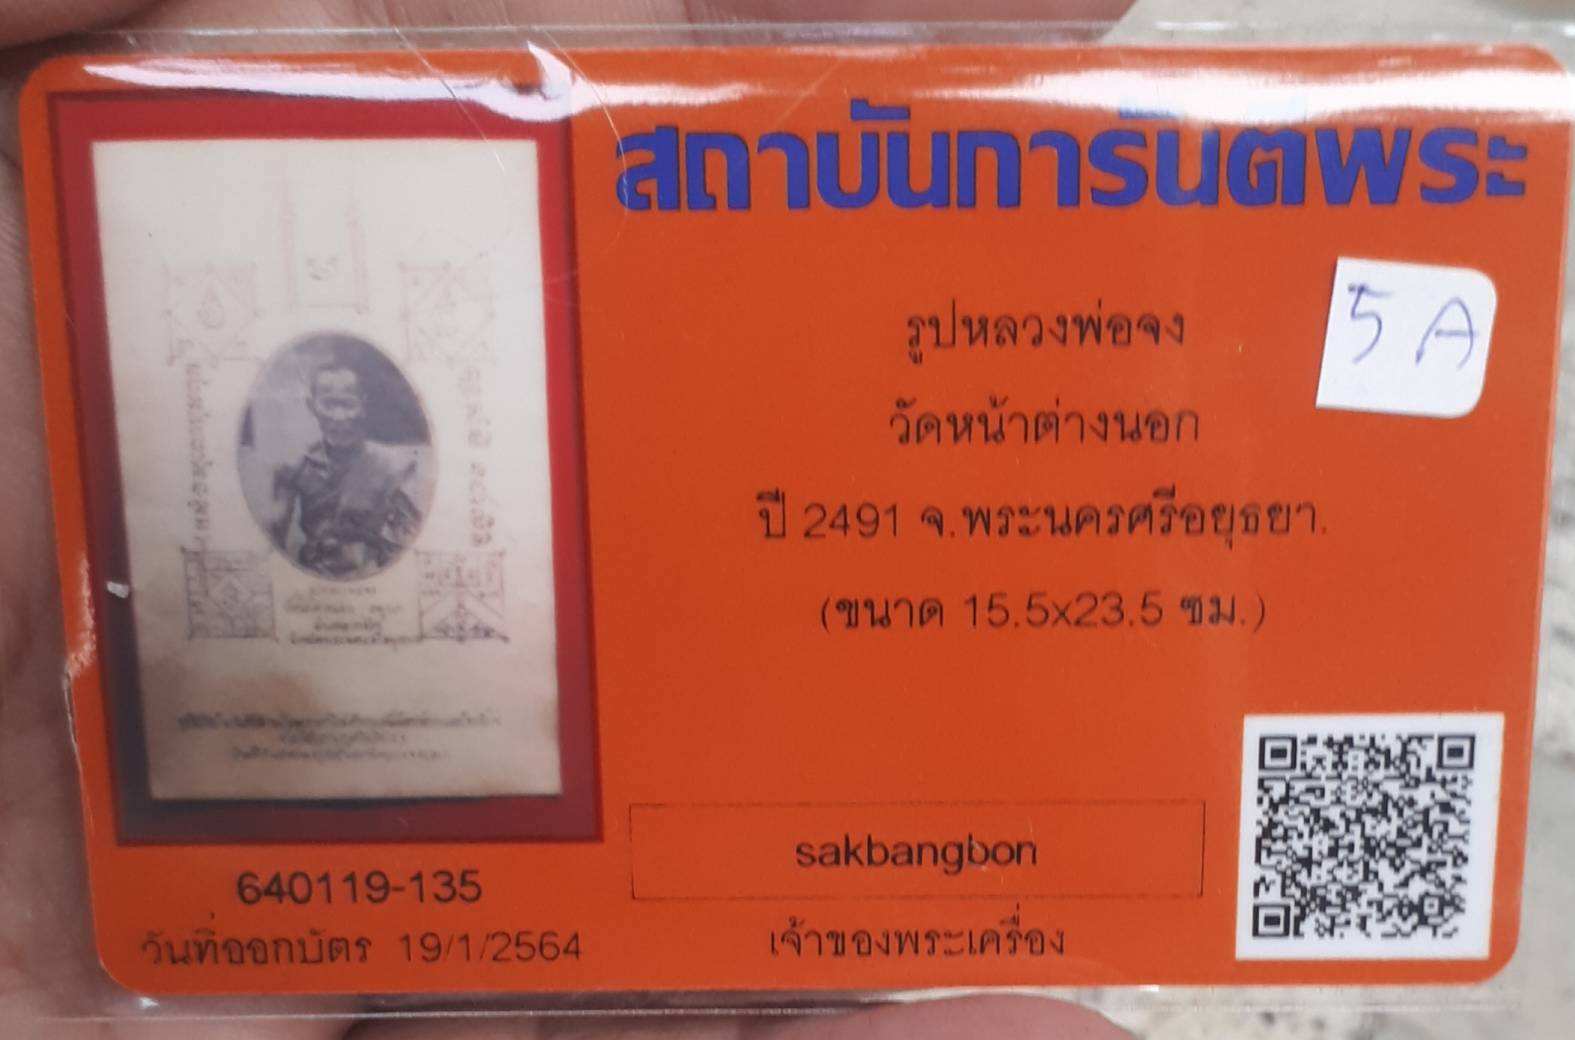 สถาบันการันตีพระ
5 A
รูปหลวงพ่อจง
วัดหน้าต่างนอก
ปี 2491 จ.พระนครศรีอยุธยา.
(ขนาด 15.5x23.5 ซม.)
sakbangbon
640119-135
วันที่ออกบัตร 19/1/2564
เจ้าของพระเครื่อง